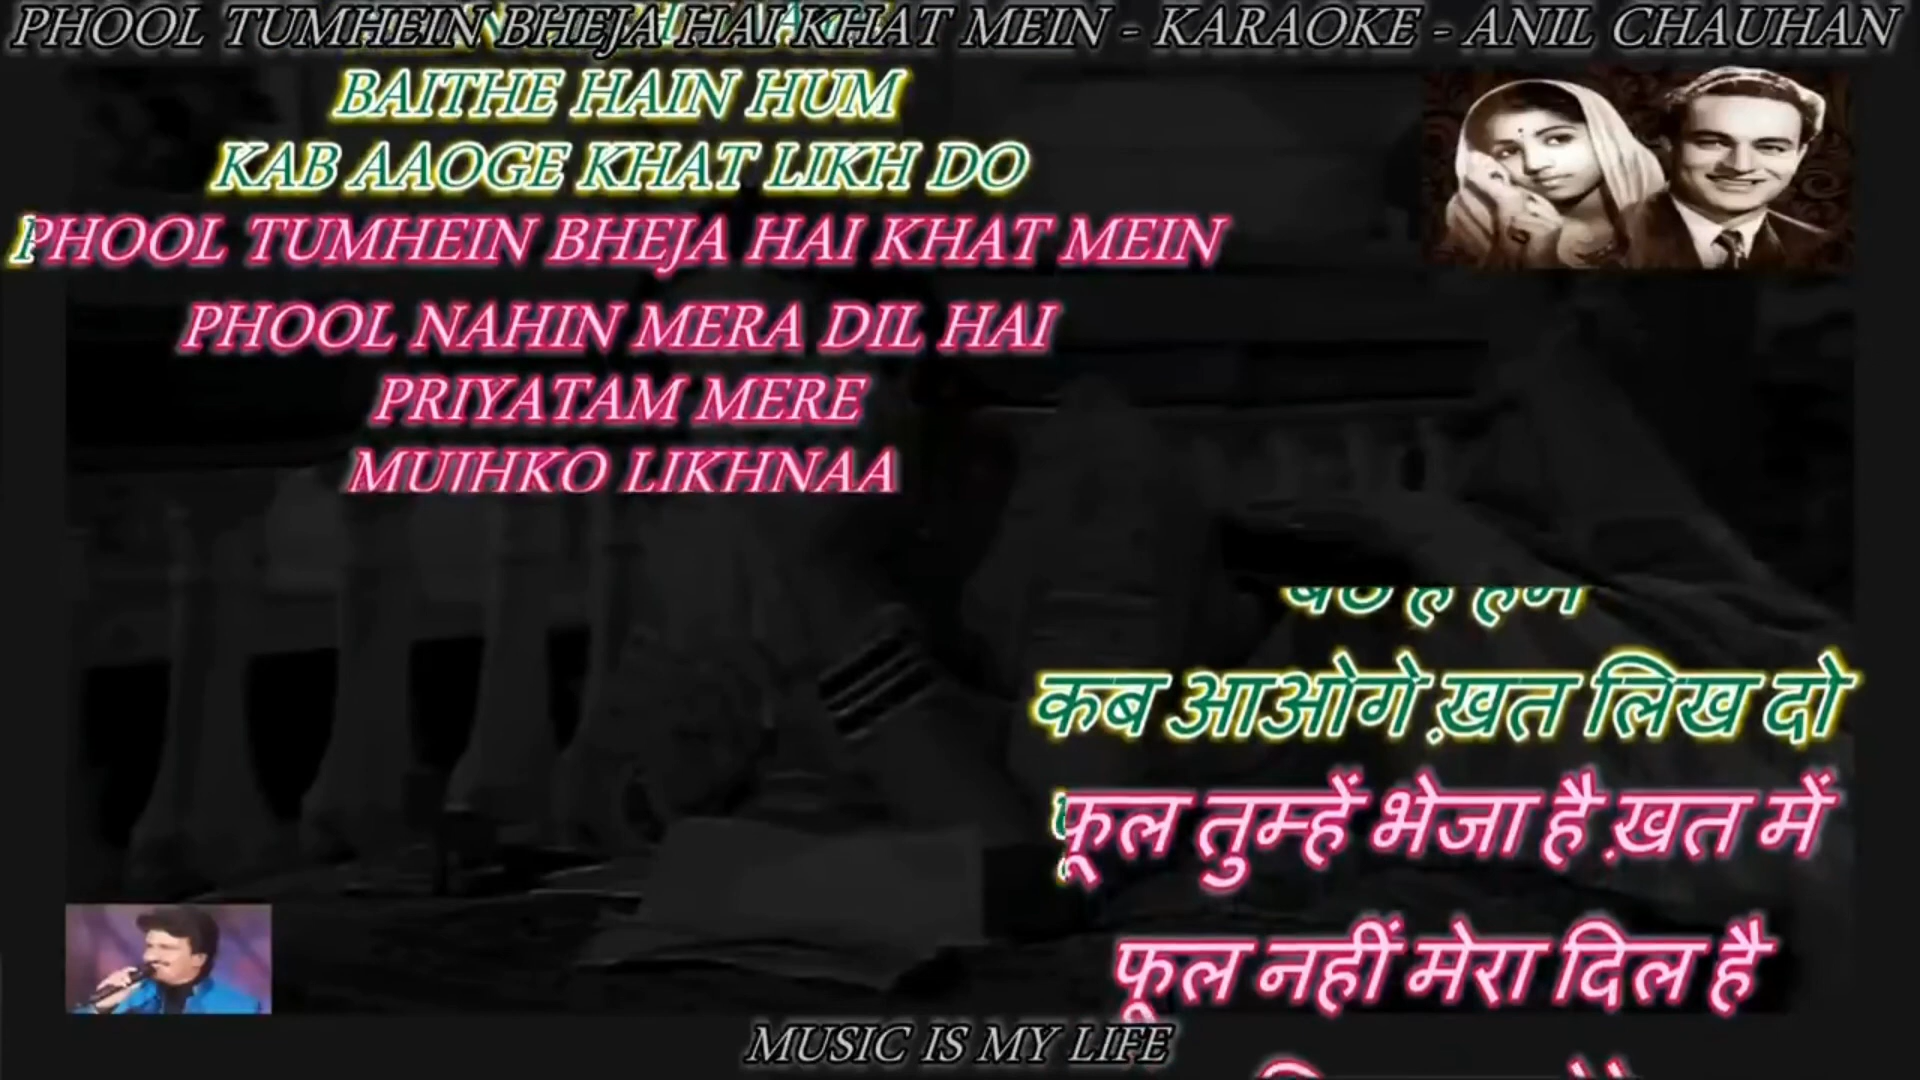 PHOOL TUMHEIN BHEJA HAI KHAT MEIN - KARAOKE - ANIL CHAUHAN
BAITHE HAIN HUM
KAB AAOGE KHAT LIKH DO
PHOOL TUMHEIN BHEJA HAI KHAT MEIN
PHOOL NAHIN MERA DIL HAI
PRIYATAM MERE
MUJHKO LIKHNAA
कब आओगे ख़त लिख दो
फूल तुम्हें भेजा है ख़त में
फूल नहीं मेरा दिल है
MUSIC IS MY LIFE